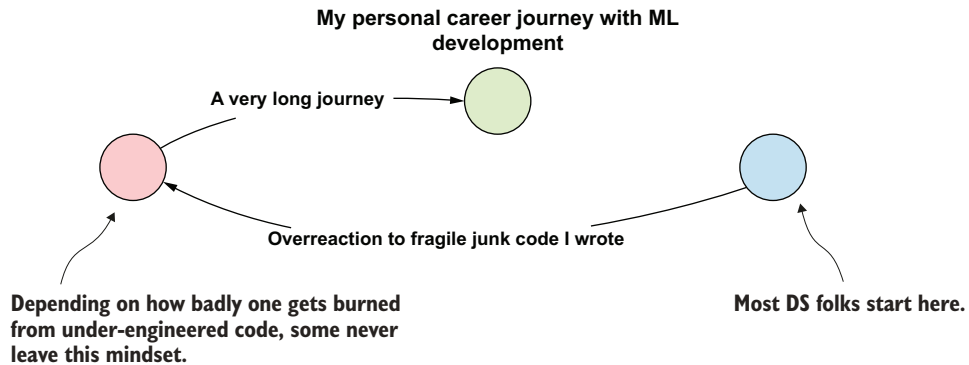 My personal career journey with ML
development
A very long journey
Overreaction to fragile junk code I wrote
Depending on how badly one gets burned
from under-engineered code, some never
leave this mindset.
Most DS folks start here.